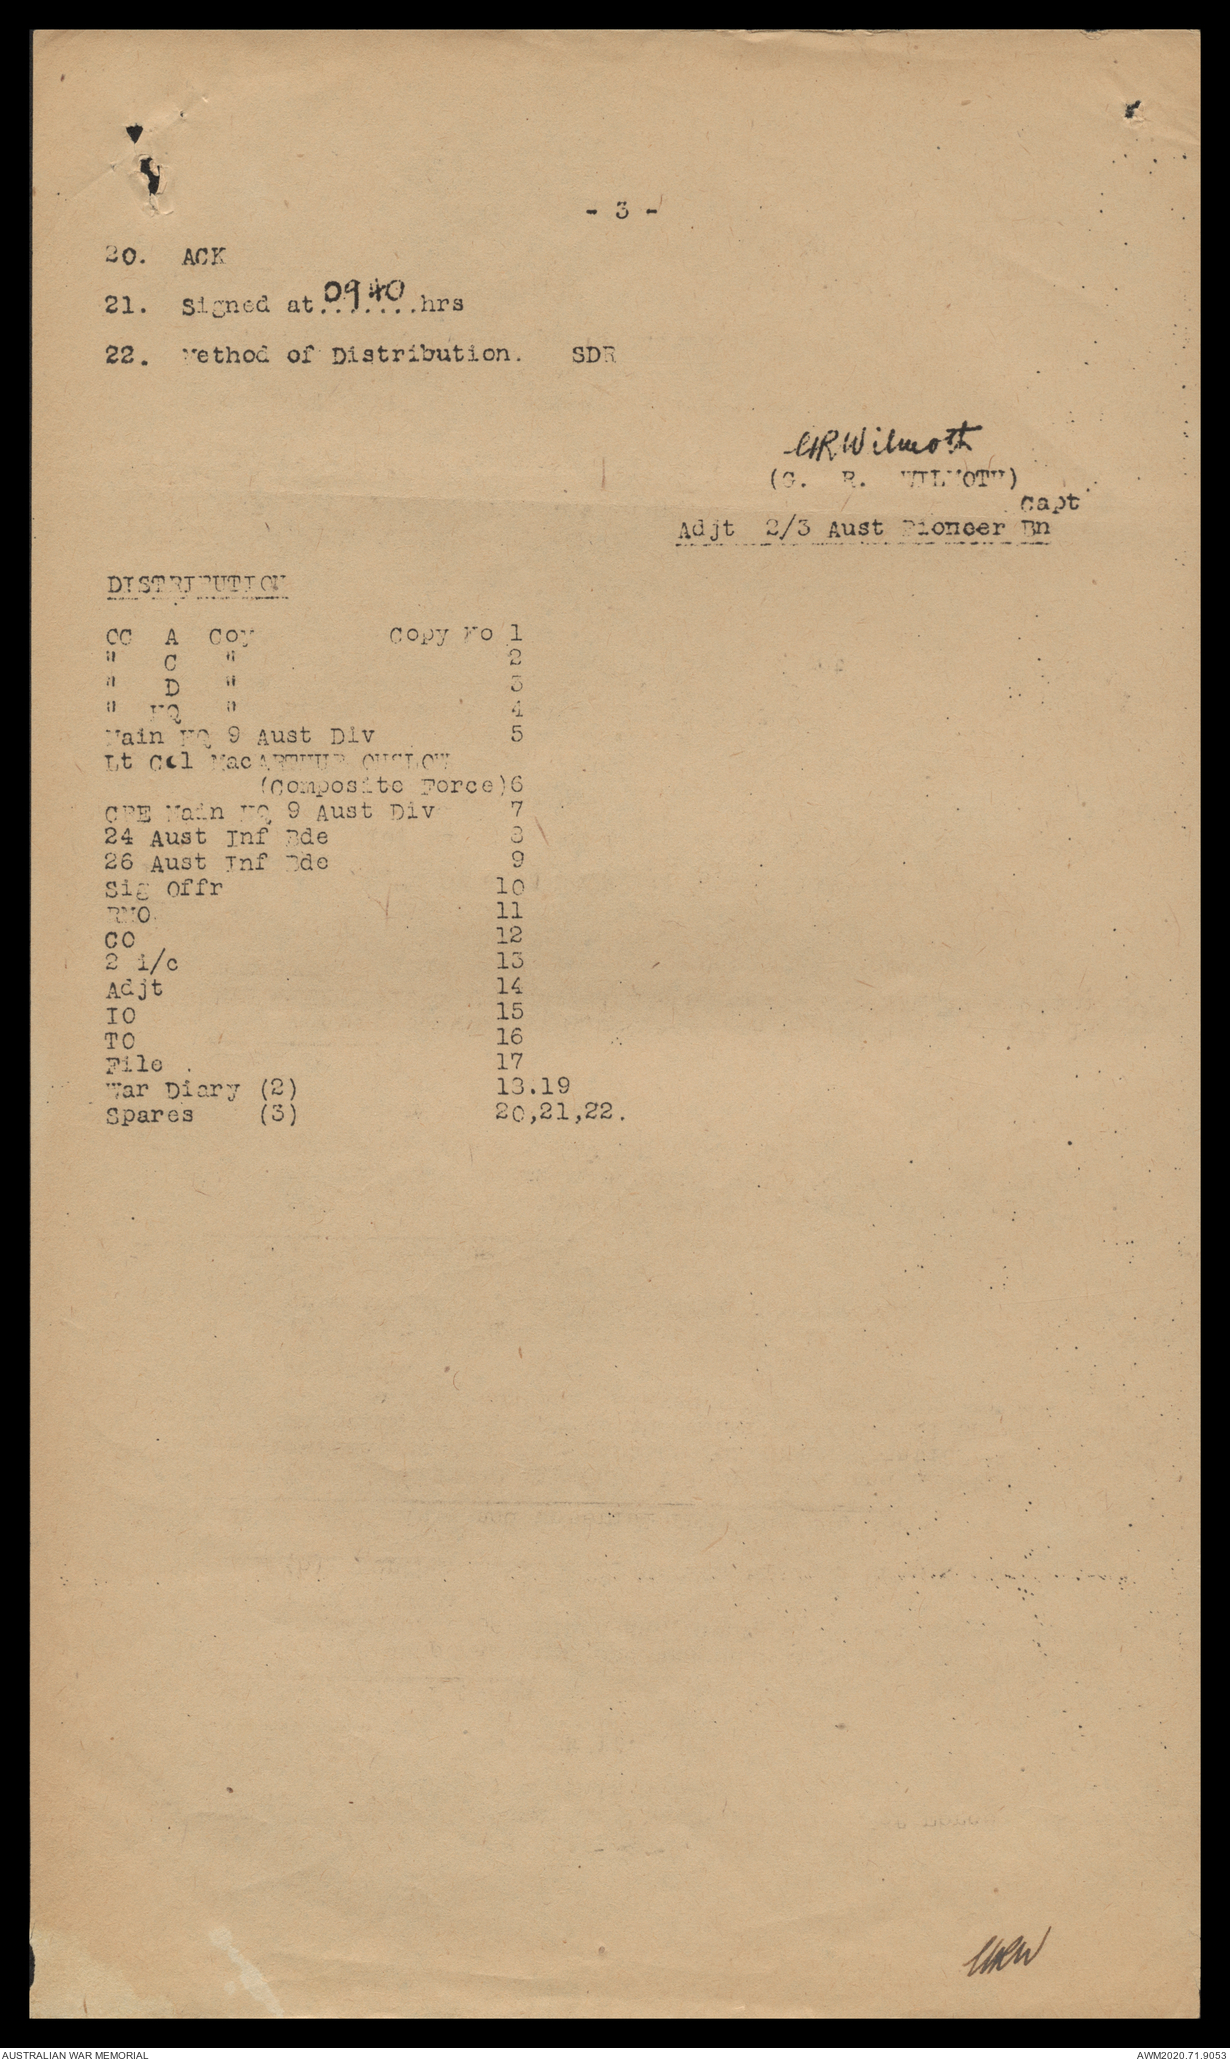 - 3 -
20. ACK
21. Signed at 0940 hrs
22. Method of Distribution. SDR
GRWilmoth
(G. R. WILMOTH)
Capt
Adjt 2/3 Aust Pioneer Bn
DISTRIBUTION
OC A Coy Copy No 1
" C " 2
" D " 3
" HQ " 4
Main HQ 9 Aust Div 5
Lt Col MacARTHUR ONSLOW
(Composite Force) 6
CRE Main HQ 9 Aust Div 7
24 Aust Inf Bde 8
26 Aust Inf Bde 9
Sig Offr 10
RMO 11
CO 12
2 i/c 13
Adjt 14
IO 15
TO 16
File 17
War Diary (2) 18.19
Spares (3) 20,21,22.
GRW
AUSTRALIAN WAR MEMORIAL AWM2020.71.9053